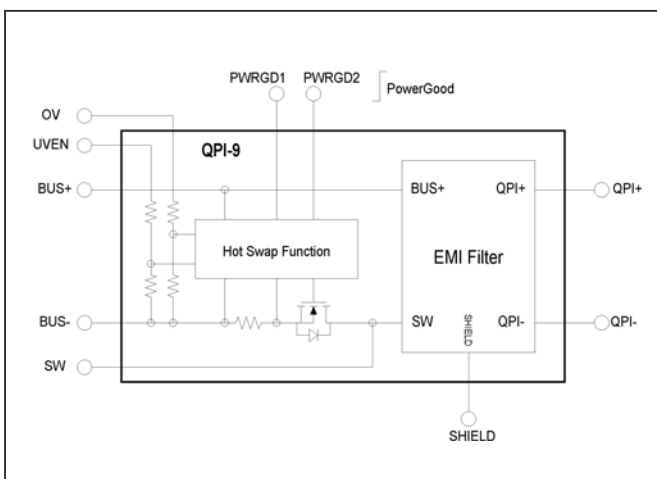 PWRGD1
PWRGD2
PowerGood
OV
UVEN
QPI-9
BUS+
BUS+
QPI+
QPI+
Hot Swap Function
EMI Filter
BUS-
SW
SHIELD
QPI-
QPI-
SW
SHIELD